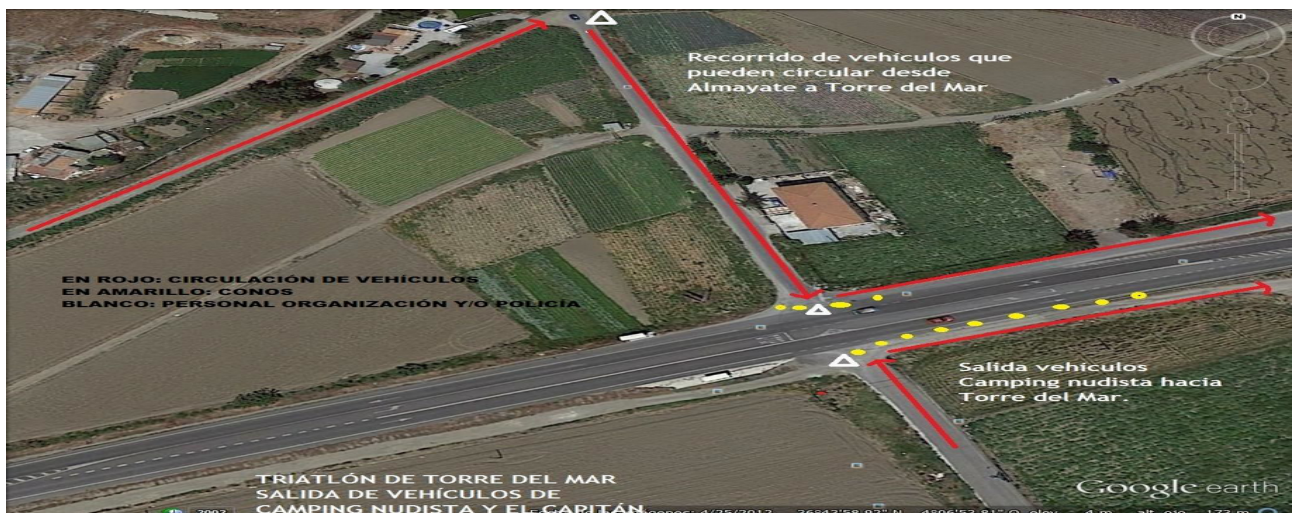 N
Recorrido de vehículos que
pueden circular desde
Almayate a Torre del Mar
EN ROJO: CIRCULACIÓN DE VEHÍCULOS
EN AMARILLO: CONOS
BLANCO: PERSONAL ORGANIZACIÓN Y/O POLICÍA
Salida vehículos
Camping nudista hacia
Torre del Mar.
TRIATLÓN DE TORRE DEL MAR
SALIDA DE VEHÍCULOS DE
CAMPING NUDISTA Y EL CAPITÁN
Google earth
2002